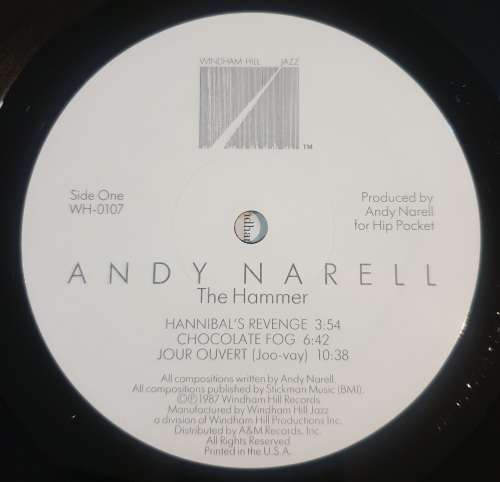 WINDHAM HILL JAZZ
TM
Side One
WH-0107
Produced by
Andy Narell
for Hip Pocket
ANDY NARELL
The Hammer
HANNIBAL'S REVENGE 3:54
CHOCOLATE FOG 6:42
JOUR OUVERT (Joo-vay) 10:38
All compositions written by Andy Narell.
All compositions published by Stickman Music (BMI).
©℗1987 Windham Hill Records
Manufactured by Windham Hill Jazz
a division of Windham Hill Productions Inc.
Distributed by A&M Records, Inc.
All Rights Reserved
Printed in the U.S.A.